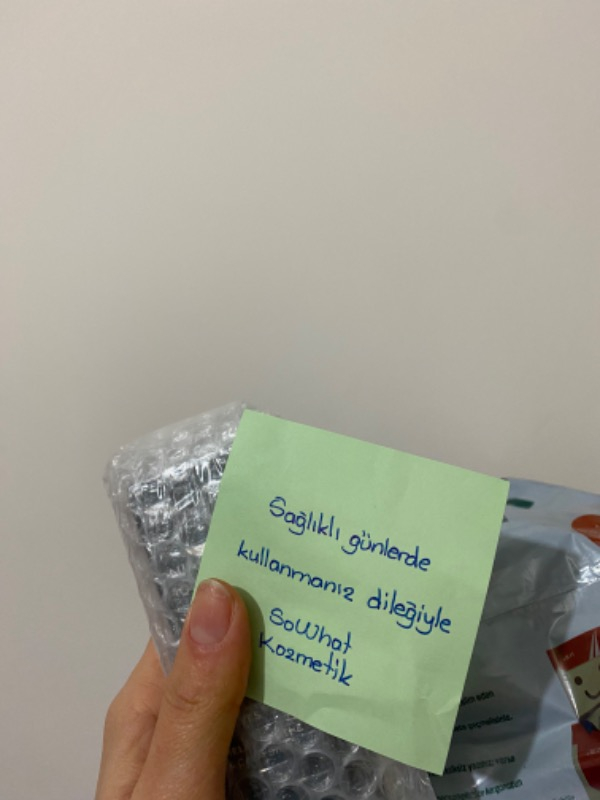 Sağlıklı günlerde
kullanmanız dileğiyle
SoWhat
Kozmetik